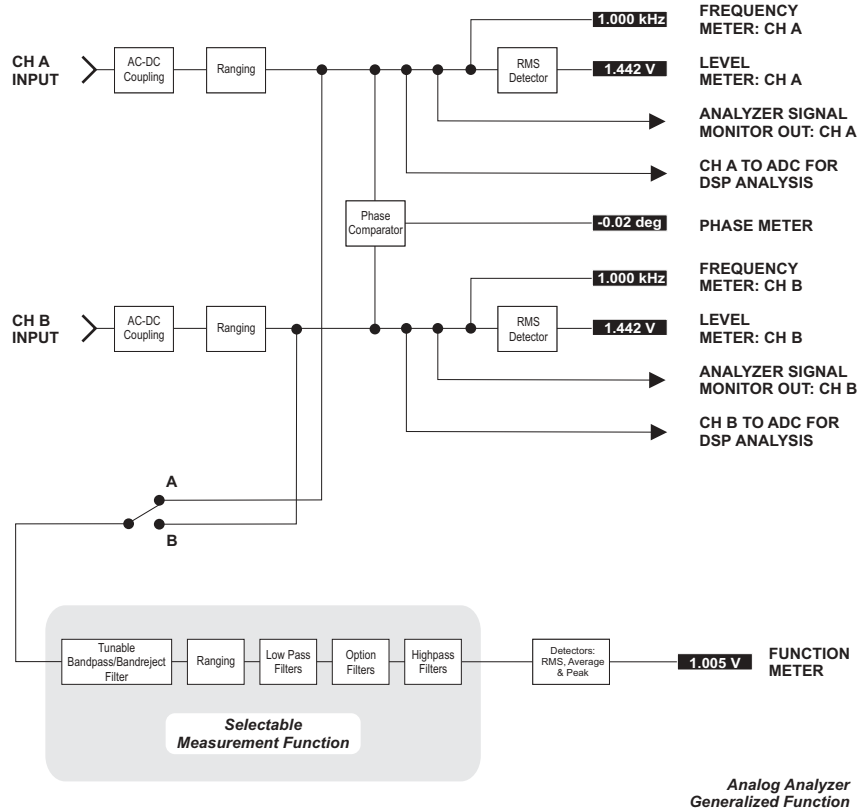 1.000 kHz
FREQUENCY
METER: CH A
CH A
INPUT
AC-DC
Coupling
Ranging
RMS
Detector
1.442 V
LEVEL
METER: CH A
ANALYZER SIGNAL
MONITOR OUT: CH A
CH A TO ADC FOR
DSP ANALYSIS
Phase
Comparator
-0.02 deg
PHASE METER
1.000 kHz
FREQUENCY
METER: CH B
CH B
INPUT
AC-DC
Coupling
Ranging
RMS
Detector
1.442 V
LEVEL
METER: CH B
ANALYZER SIGNAL
MONITOR OUT: CH B
CH B TO ADC FOR
DSP ANALYSIS
A
B
Tunable
Bandpass/Bandreject
Filter
Ranging
Low Pass
Filters
Option
Filters
Highpass
Filters
Detectors:
RMS, Average
& Peak
1.005 V
FUNCTION
METER
Selectable
Measurement Function
Analog Analyzer
Generalized Function